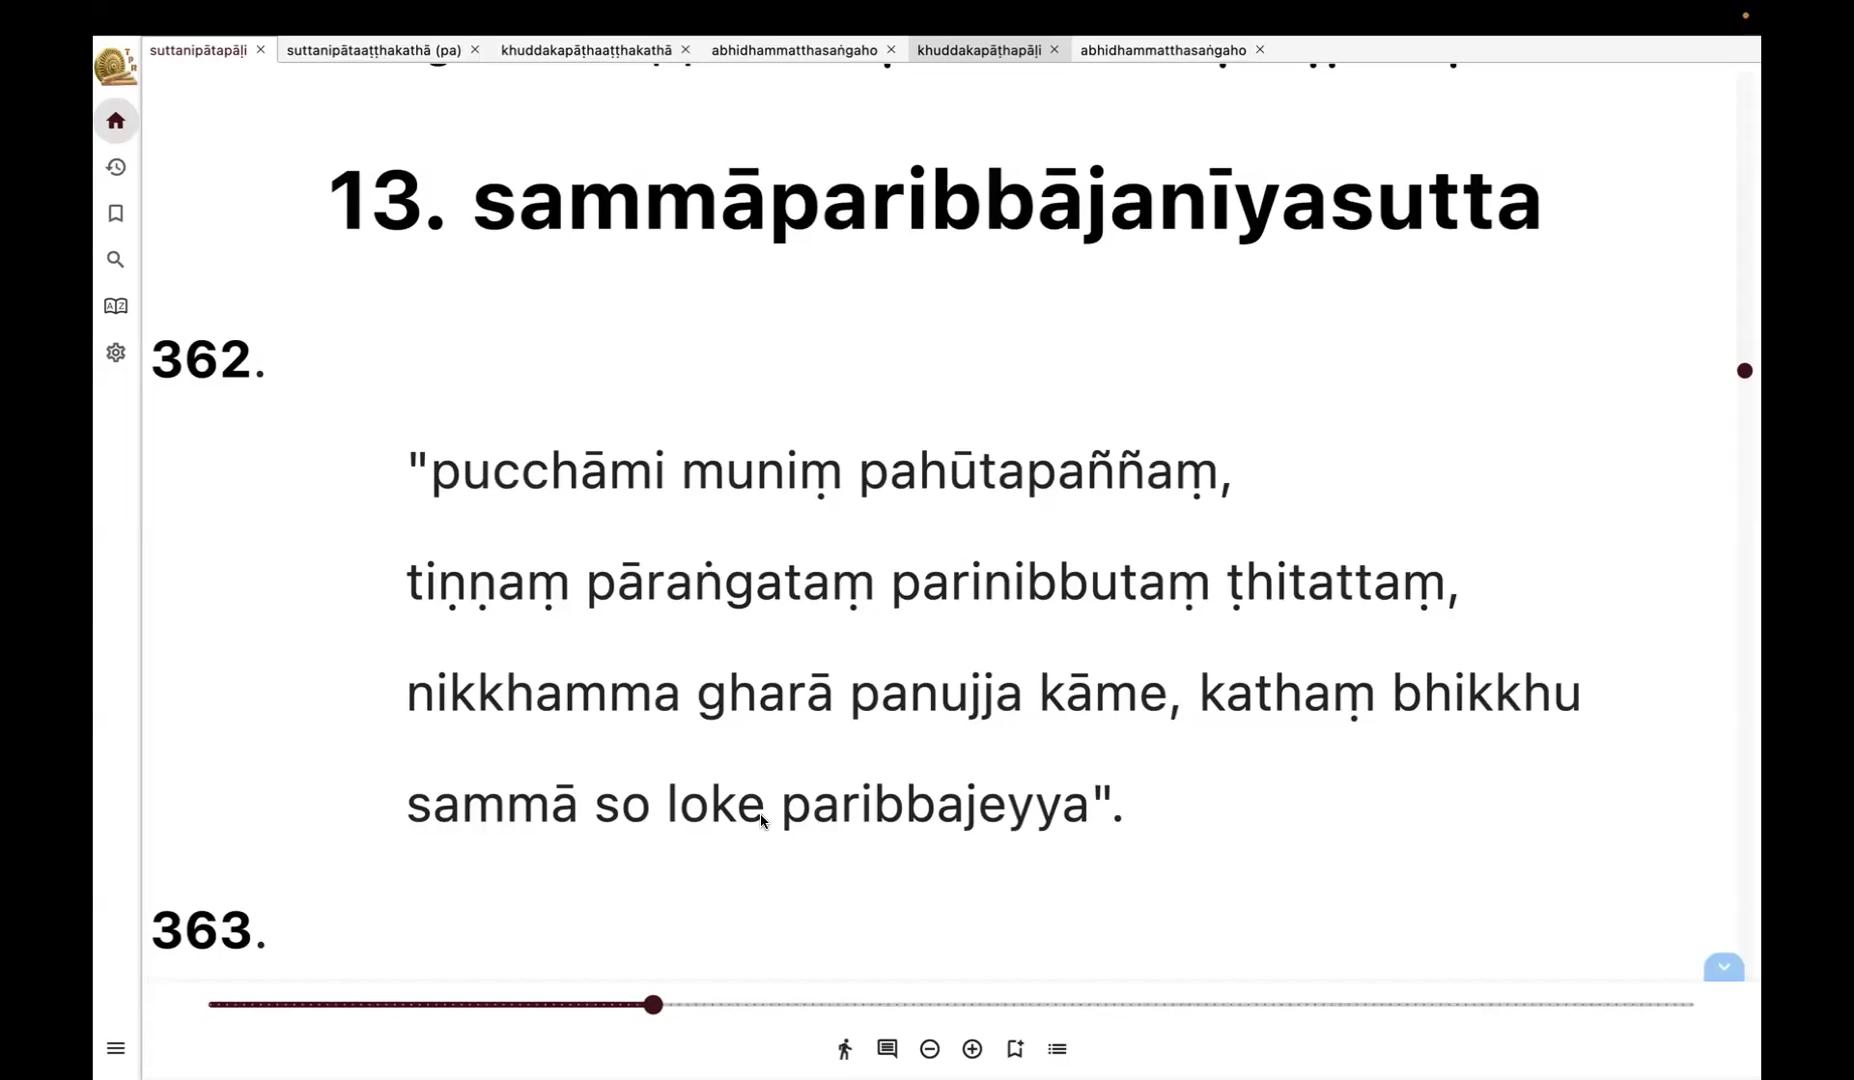 suttanipātapāḷi
suttanipātaaṭṭhakathā (pa)
khuddakapāṭhaaṭṭhakathā
abhidhammatthasaṅgaho
khuddakapāṭhapāḷi
abhidhammatthasaṅgaho
TPR
13. sammāparibbājanīyasutta
362.
"pucchāmi muniṃ pahūtapaññaṃ,
tiṇṇaṃ pāraṅgataṃ parinibbutaṃ ṭhitattaṃ,
nikkhamma gharā panujja kāme, kathaṃ bhikkhu
sammā so loke paribbajeyya".
363.